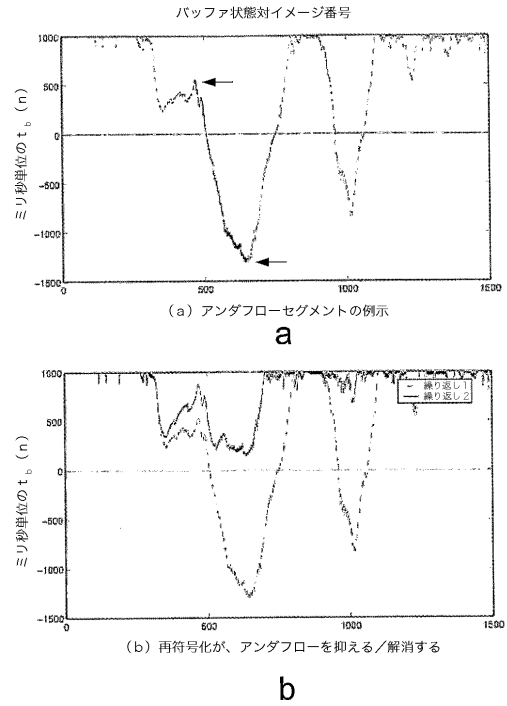 バッファ状態対イメージ番号
ミリ秒単位のｔｂ（ｎ）
1000
500
0
-500
-1000
-1500
0
500
1000
1500
（ａ）アンダフローセグメントの例示
a
ミリ秒単位のｔｂ（ｎ）
1000
500
0
-500
-1000
-1500
繰り返し１
繰り返し２
0
500
1000
1500
（ｂ）再符号化が、アンダフローを抑える／解消する
b